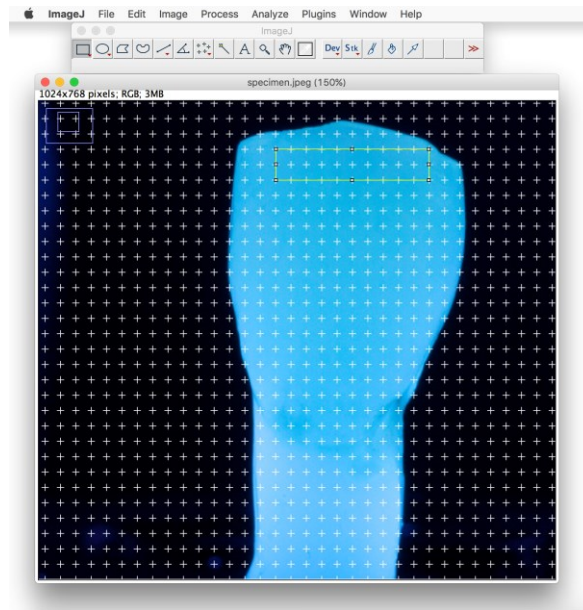 ImageJ File Edit Image Process Analyze Plugins Window Help
ImageJ
A Dev Stk >>
specimen.jpeg (150%)
1024x768 pixels; RGB; 3MB